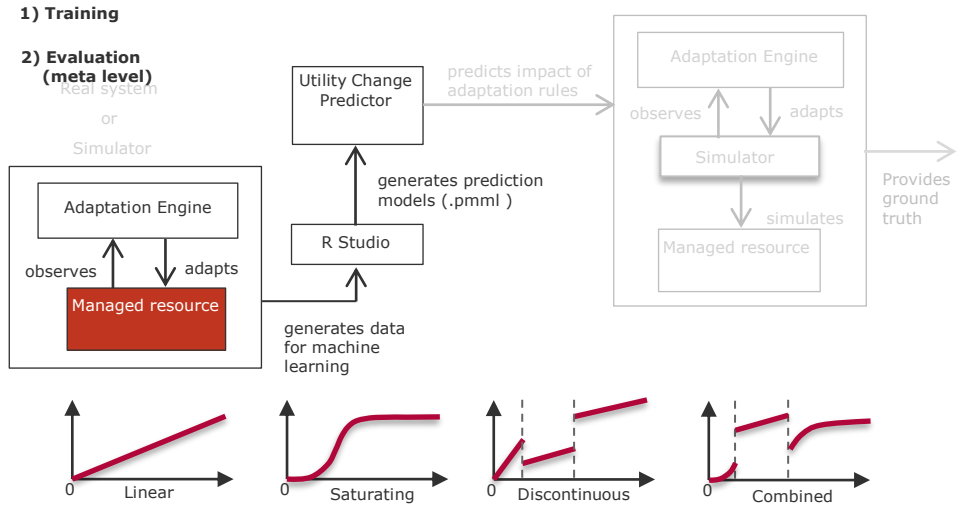 1) Training
2) Evaluation
(meta level)
Real system
or
Simulator
Adaptation Engine
observes
adapts
Managed resource
Utility Change
Predictor
generates prediction
models (.pmml )
R Studio
generates data
for machine
learning
predicts impact of
adaptation rules
Adaptation Engine
observes
adapts
Simulator
simulates
Managed resource
Provides
ground
truth
0
Linear
0
Saturating
0
Discontinuous
0
Combined